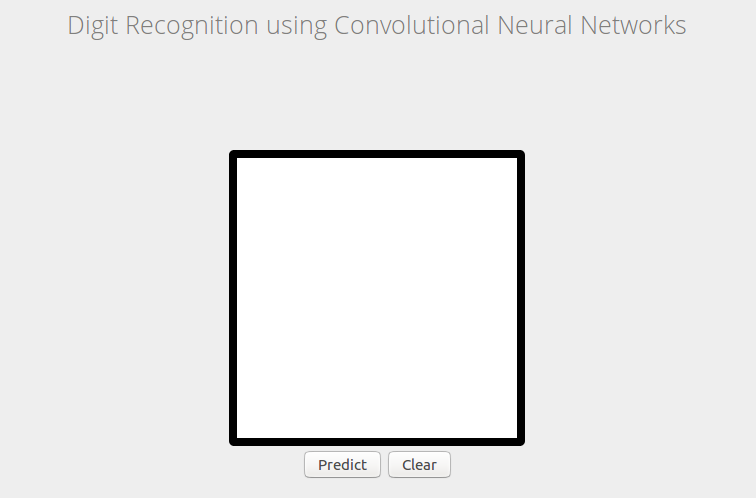 Digit Recognition using Convolutional Neural Networks
Predict Clear